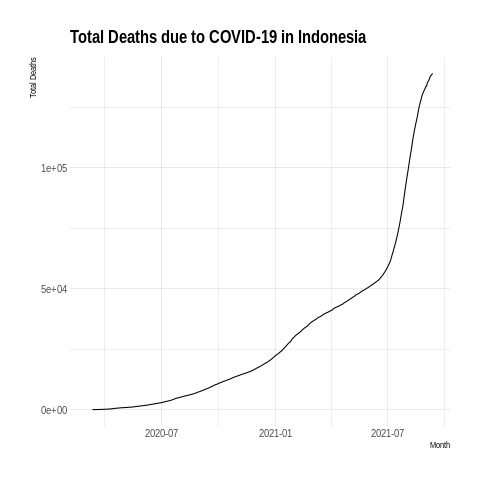 Total Deaths due to COVID-19 in Indonesia
Total Deaths
1e+05
5e+04
0e+00
2020-07
2021-01
2021-07
Month